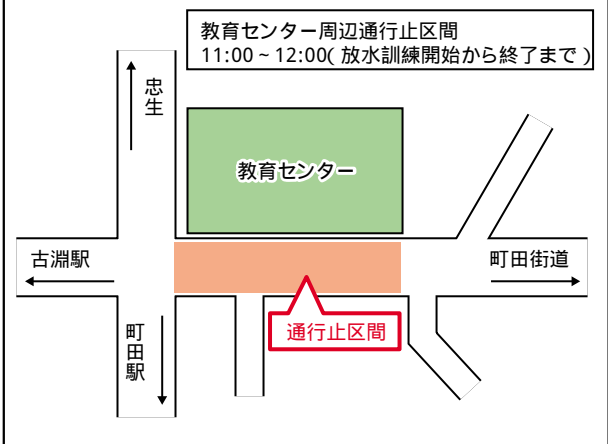 教育センター周辺通行止区間
11:00～12:00(放水訓練開始から終了まで)
忠生
教育センター
古淵駅
町田街道
通行止区間
町田駅